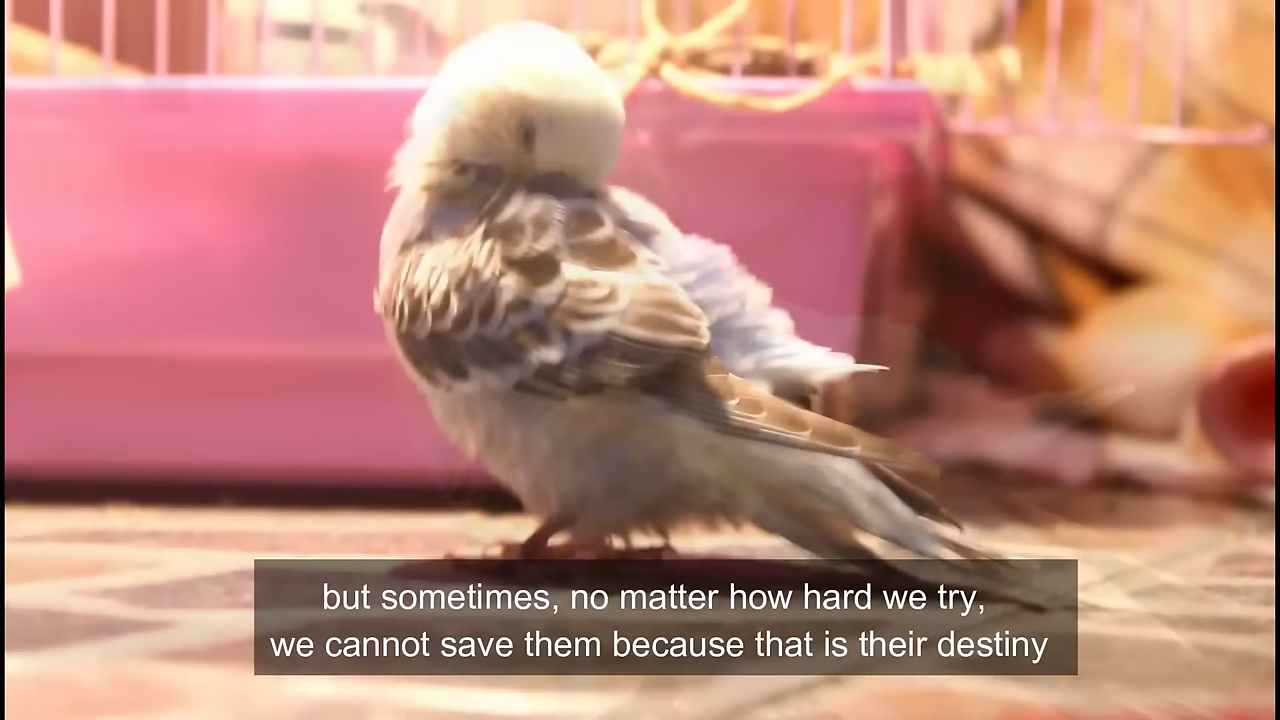 but sometimes, no matter how hard we try,
we cannot save them because that is their destiny